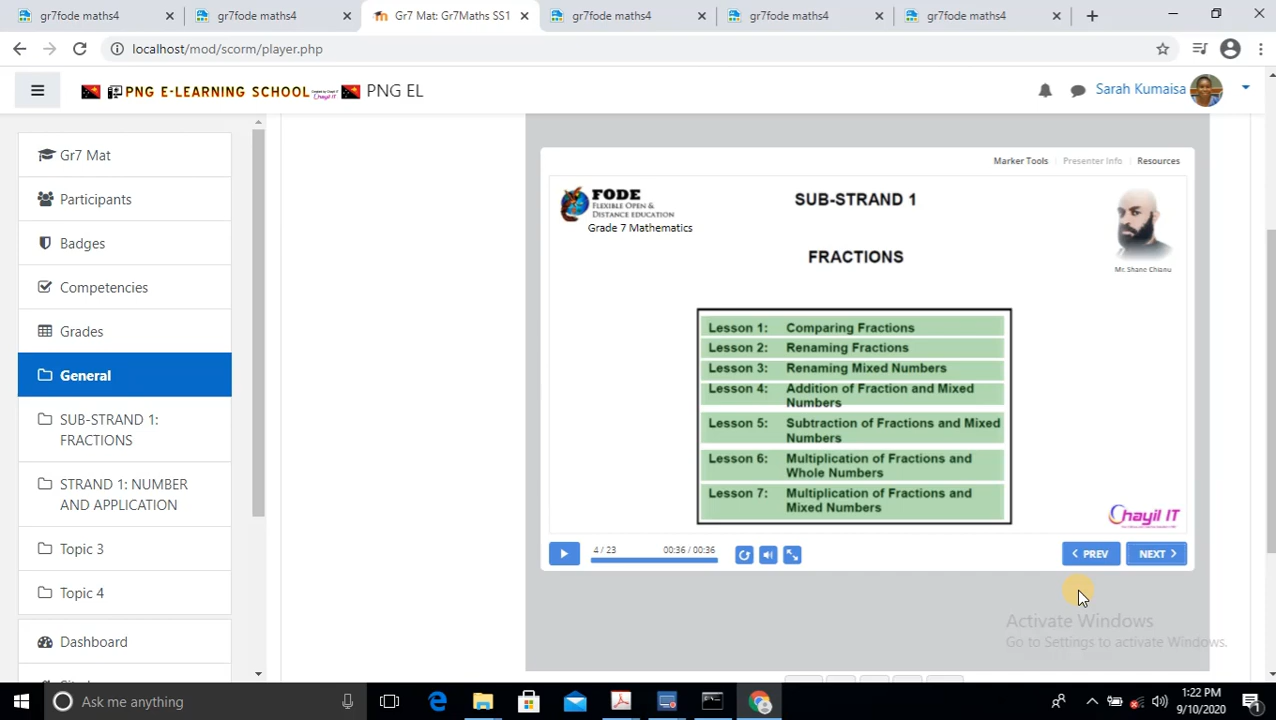 gr7fode maths4
gr7fode maths4
Gr7 Mat: Gr7Maths SS1
gr7fode maths4
gr7fode maths4
gr7fode maths4
localhost/mod/scorm/player.php
PNG E-LEARNING SCHOOL
Chayil IT
PNG EL
Sarah Kumaisa
Gr7 Mat
Participants
Badges
Competencies
Grades
General
SUB-STRAND 1:
FRACTIONS
STRAND 1: NUMBER
AND APPLICATION
Topic 3
Topic 4
Dashboard
Marker Tools
Presenter Info
Resources
FODE
FLEXIBLE OPEN &
DISTANCE EDUCATION
Grade 7 Mathematics
SUB-STRAND 1
FRACTIONS
Mr. Shane Chianu
Lesson 1: Comparing Fractions
Lesson 2: Renaming Fractions
Lesson 3: Renaming Mixed Numbers
Lesson 4: Addition of Fraction and Mixed
Numbers
Lesson 5: Subtraction of Fractions and Mixed
Numbers
Lesson 6: Multiplication of Fractions and
Whole Numbers
Lesson 7: Multiplication of Fractions and
Mixed Numbers
Chayil IT
4 / 23
00:36 / 00:36
PREV
NEXT
Activate Windows
Go to Settings to activate Windows.
Ask me anything
1:22 PM
9/10/2020
1